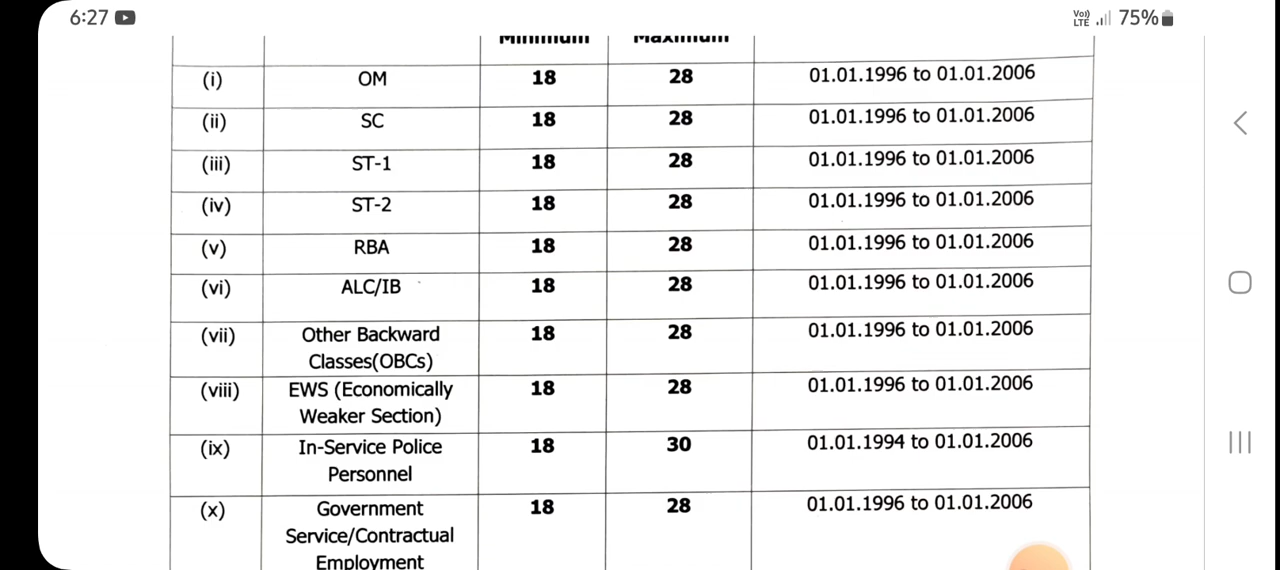 6:27
Vo)) LTE 75%
Minimum Maximum
(i) OM 18 28 01.01.1996 to 01.01.2006
(ii) SC 18 28 01.01.1996 to 01.01.2006
(iii) ST-1 18 28 01.01.1996 to 01.01.2006
(iv) ST-2 18 28 01.01.1996 to 01.01.2006
(v) RBA 18 28 01.01.1996 to 01.01.2006
(vi) ALC/IB 18 28 01.01.1996 to 01.01.2006
(vii) Other Backward 18 28 01.01.1996 to 01.01.2006
Classes(OBCs)
(viii) EWS (Economically 18 28 01.01.1996 to 01.01.2006
Weaker Section)
(ix) In-Service Police 18 30 01.01.1994 to 01.01.2006
Personnel
(x) Government 18 28 01.01.1996 to 01.01.2006
Service/Contractual
Employment